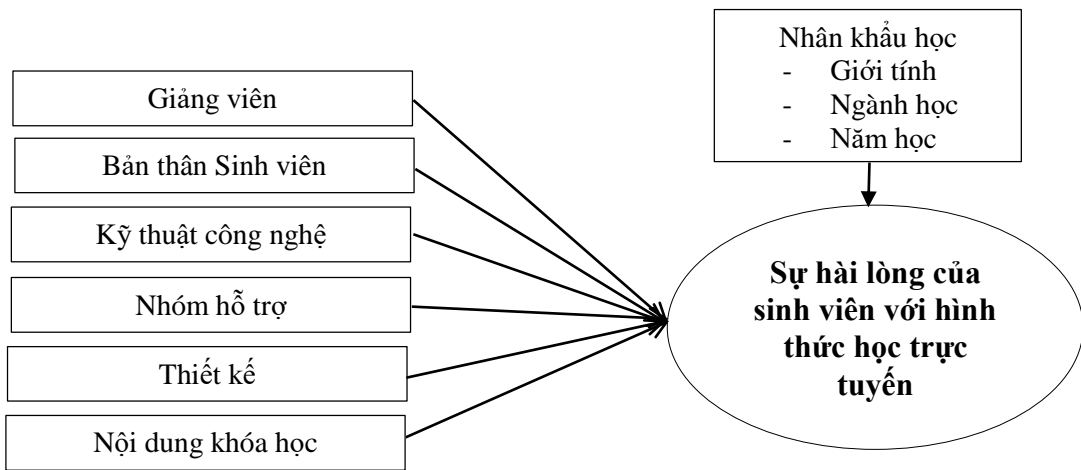 Nhân khẩu học
- Giới tính
- Ngành học
- Năm học
Giảng viên
Bản thân Sinh viên
Kỹ thuật công nghệ
Nhóm hỗ trợ
Thiết kế
Nội dung khóa học
Sự hài lòng của
sinh viên với hình
thức học trực
tuyến